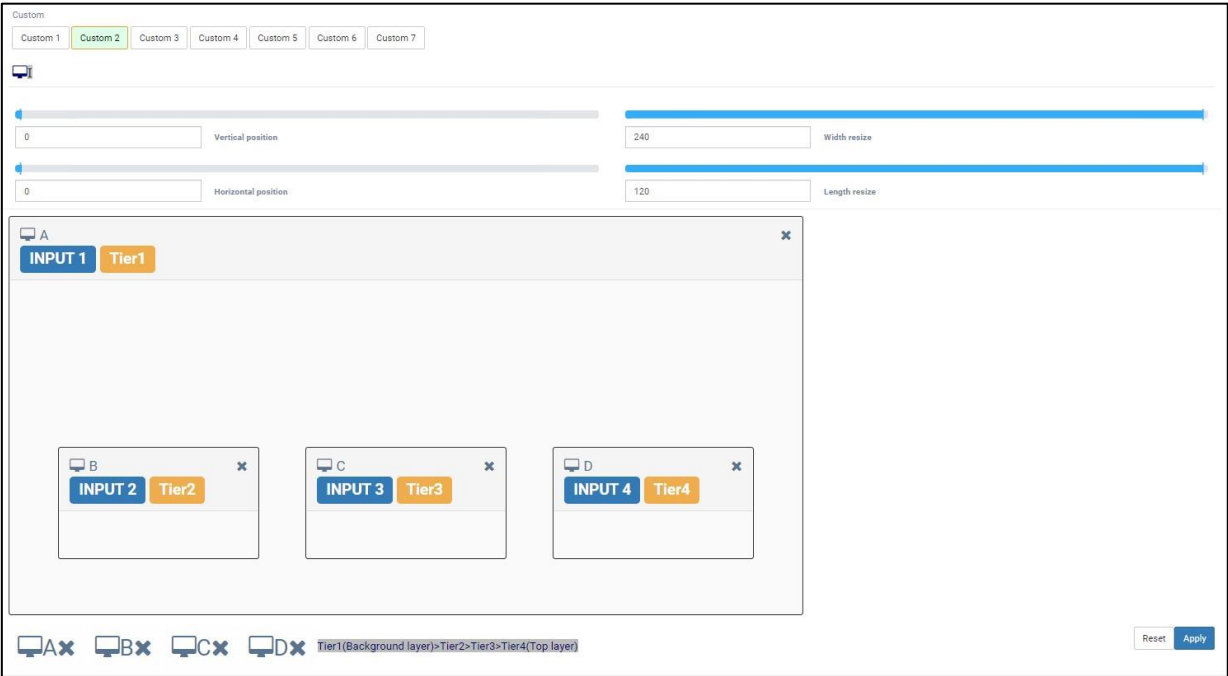 Custom
Custom 1 Custom 2 Custom 3 Custom 4 Custom 5 Custom 6 Custom 7
0 Vertical position 240 Width resize
0 Horizontal position 120 Length resize
A
INPUT 1 Tier1
B C D
INPUT 2 Tier2 INPUT 3 Tier3 INPUT 4 Tier4
A B C D Tier1(Background layer)>Tier2>Tier3>Tier4(Top layer) Reset Apply